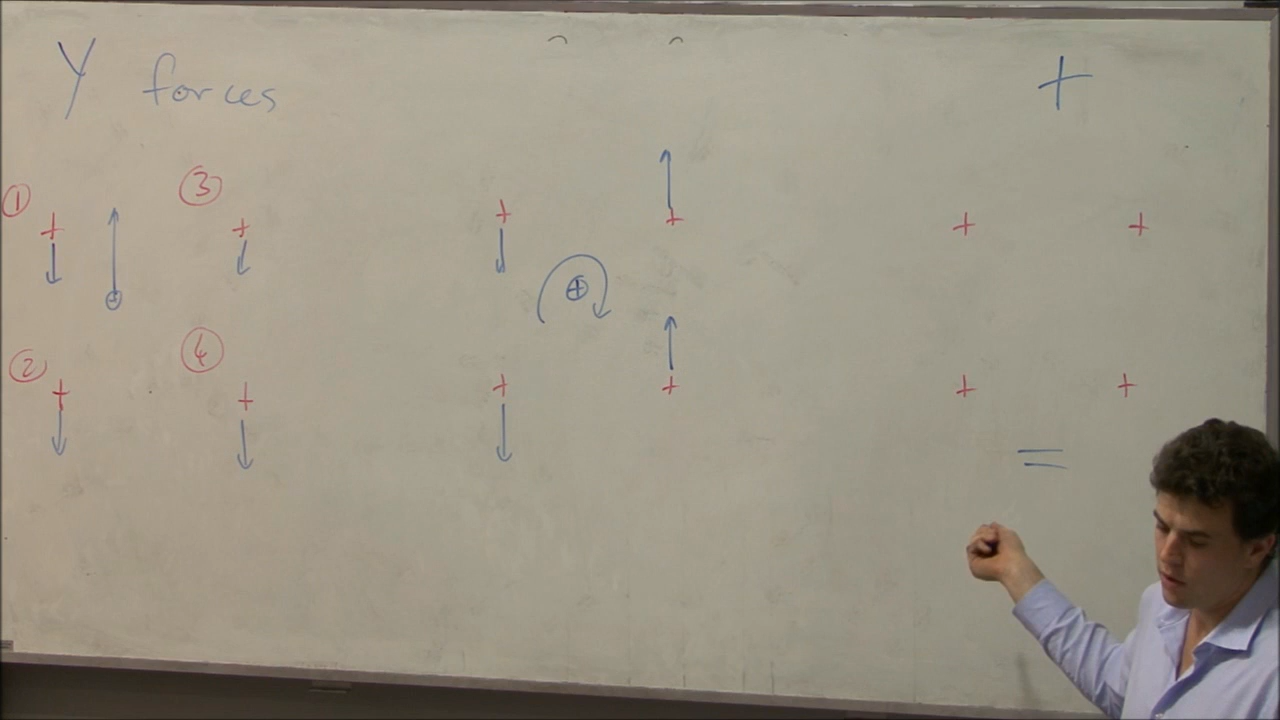 Y forces
+
① ③
+ + + + + +
⊕
② ④
+ + + + + +
=